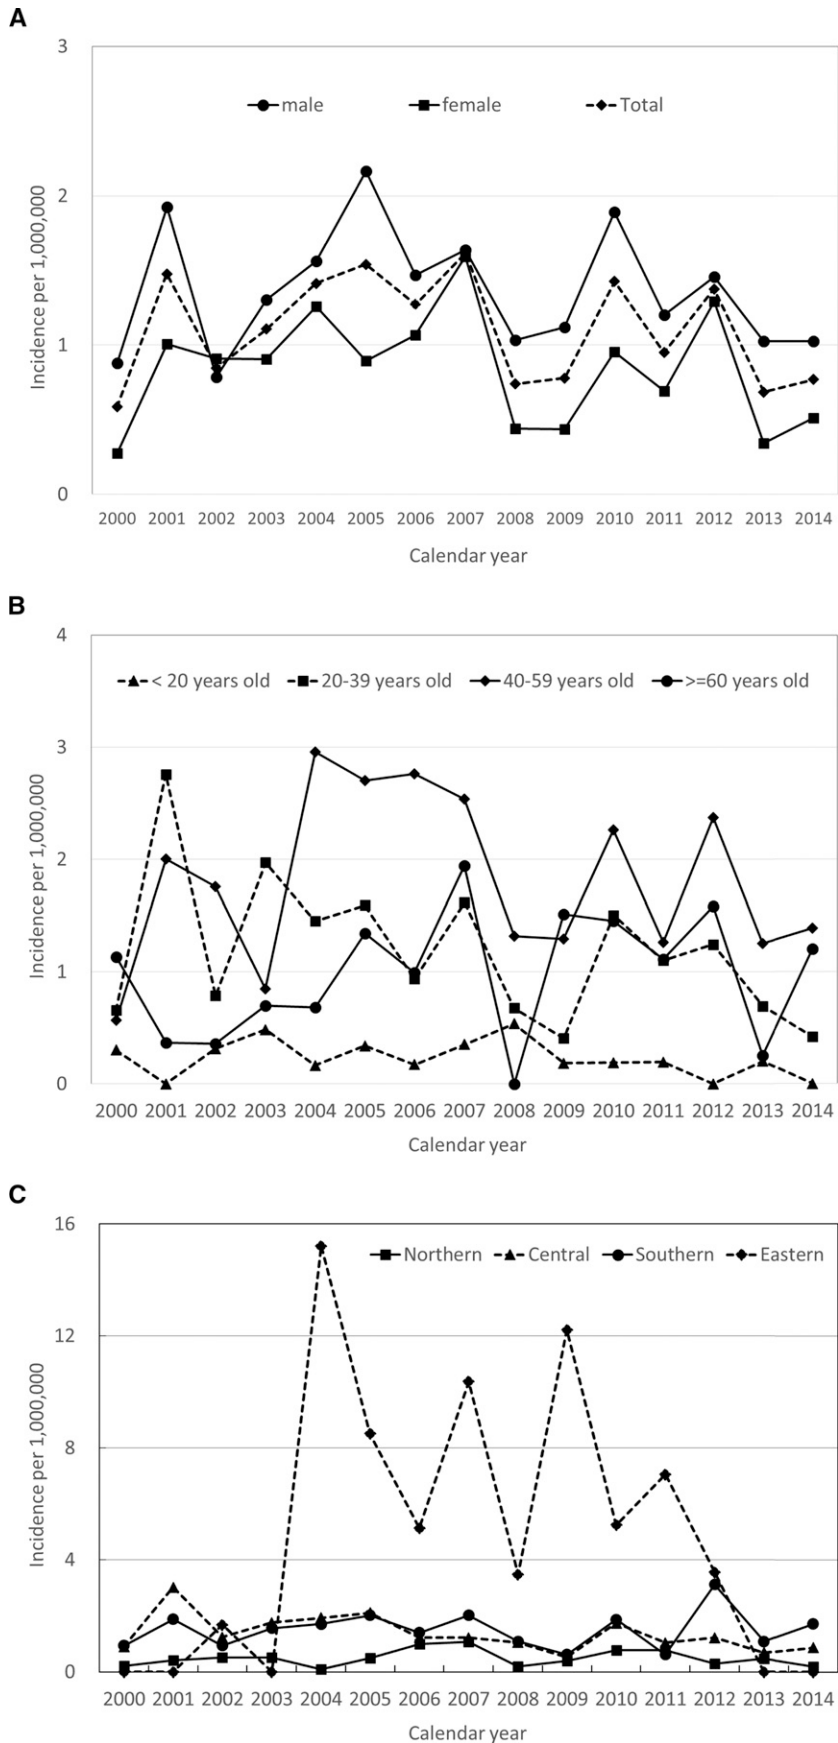 A
3
male female Total
2
Incidence per 1,000,000
1
0
2000 2001 2002 2003 2004 2005 2006 2007 2008 2009 2010 2011 2012 2013 2014
Calendar year
B
4
< 20 years old 20-39 years old 40-59 years old >=60 years old
3
Incidence per 1,000,000
2
1
0
2000 2001 2002 2003 2004 2005 2006 2007 2008 2009 2010 2011 2012 2013 2014
Calendar year
C
16
Northern Central Southern Eastern
12
Incidence per 1,000,000
8
4
0
2000 2001 2002 2003 2004 2005 2006 2007 2008 2009 2010 2011 2012 2013 2014
Calendar year